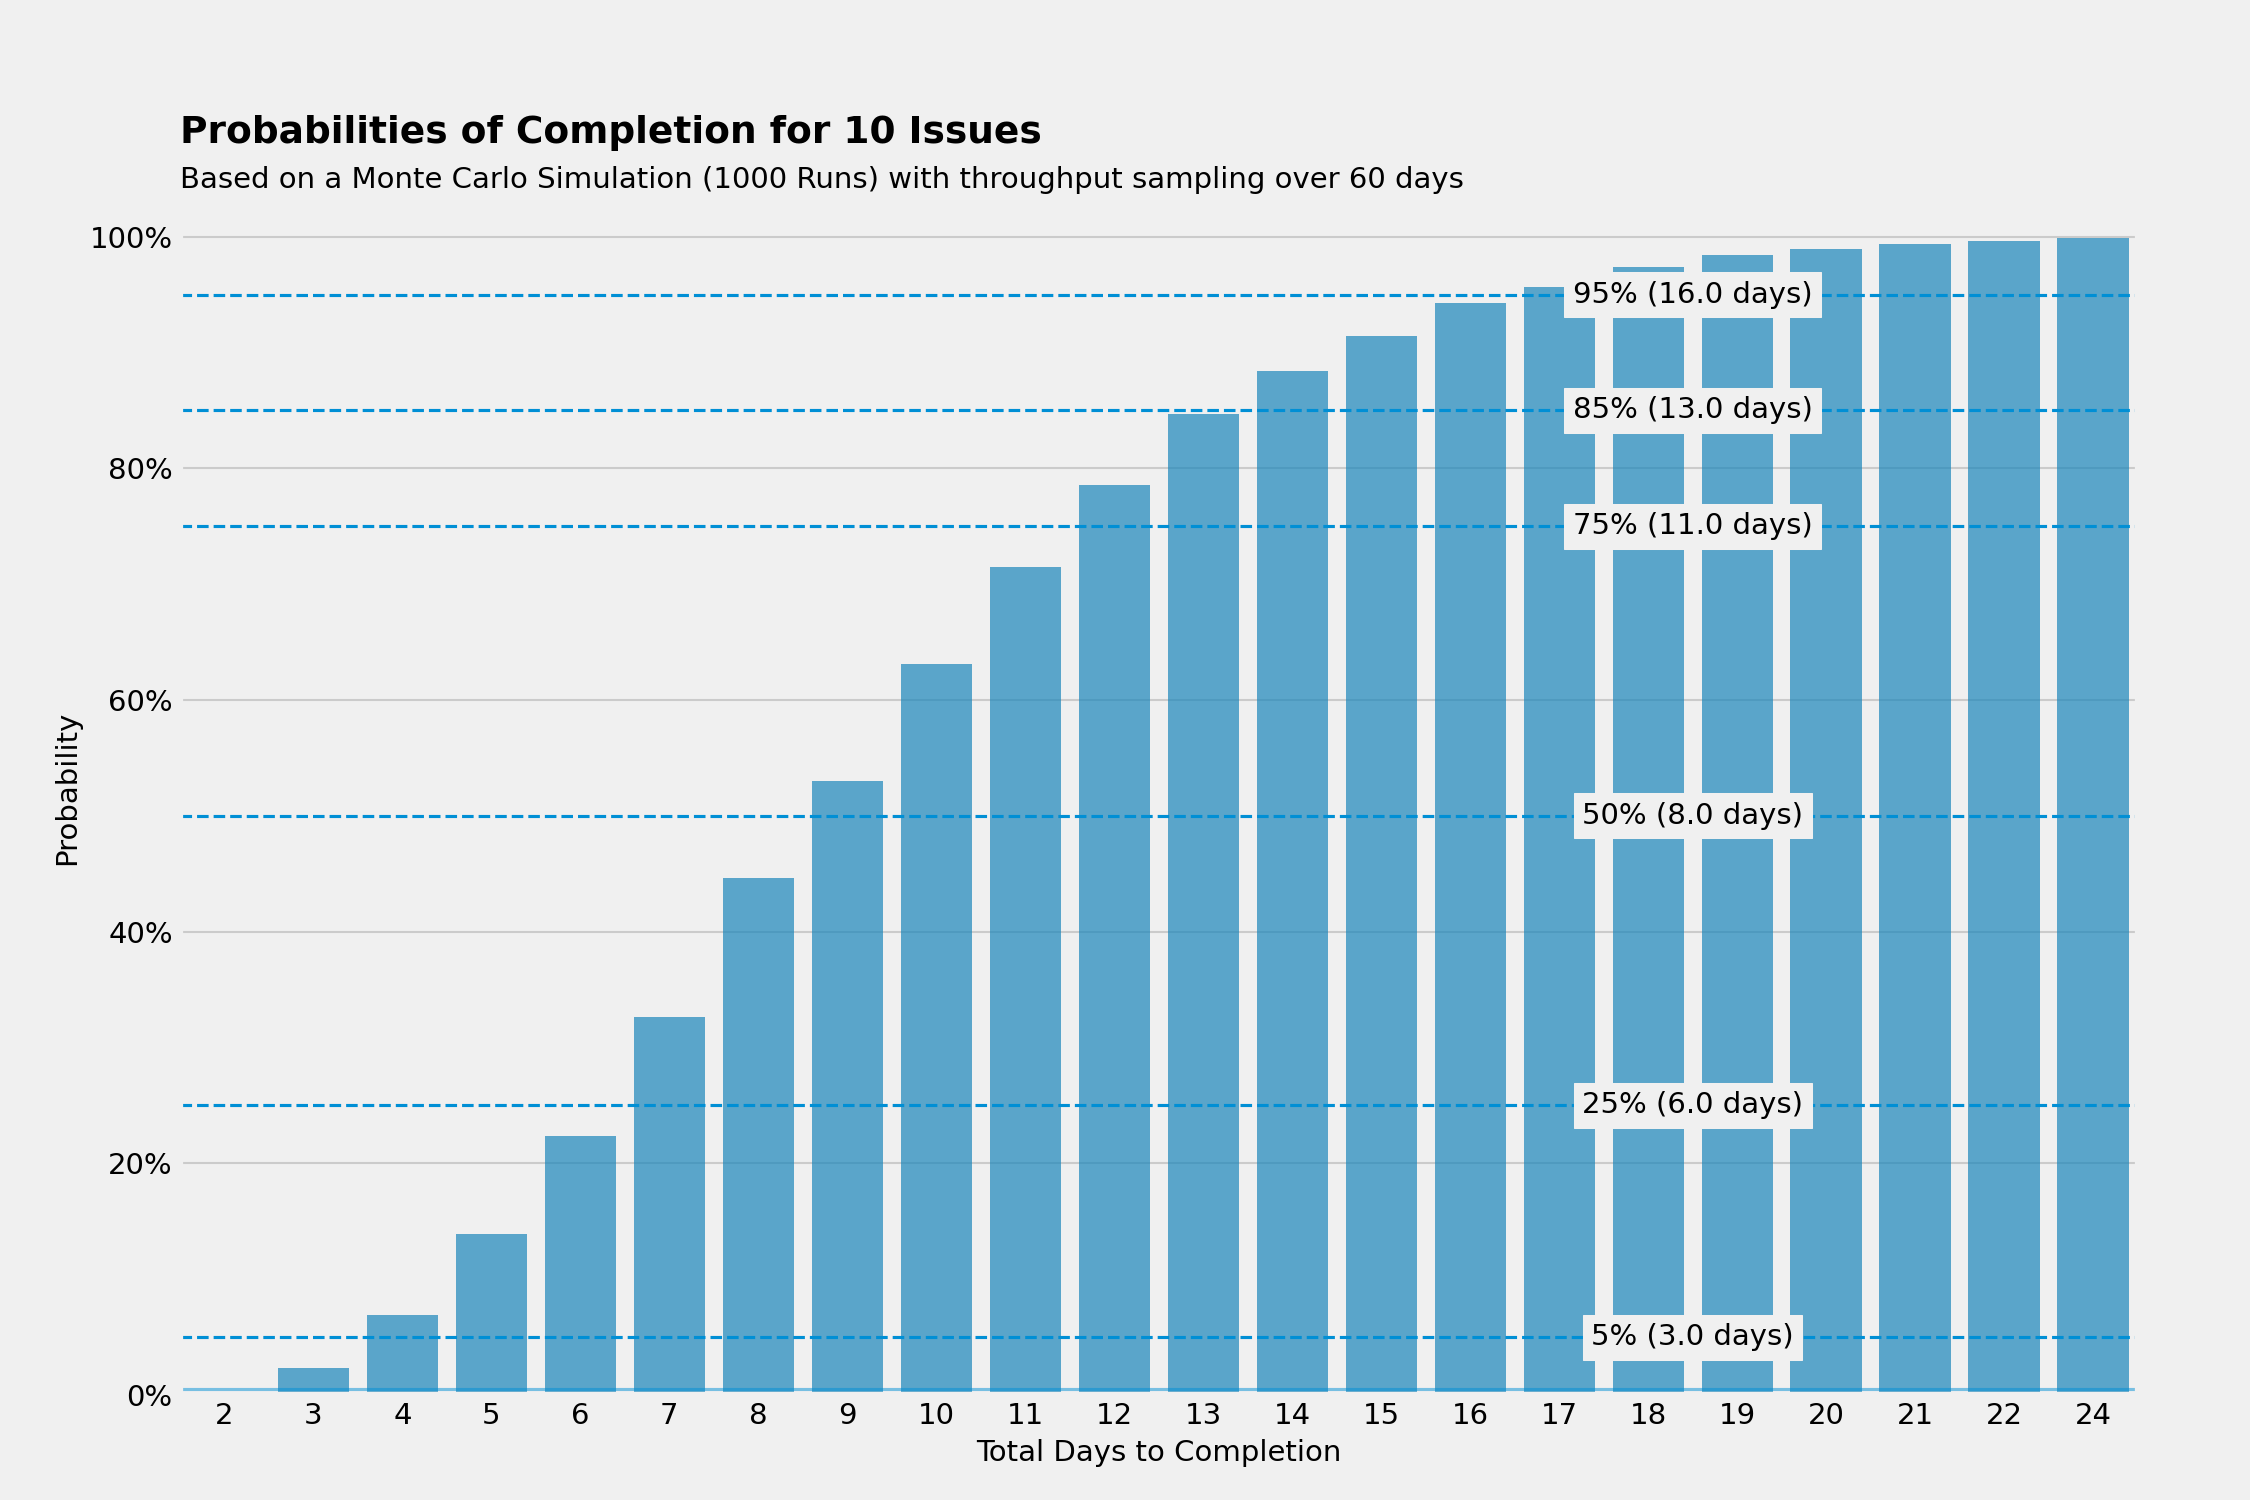 Probabilities of Completion for 10 Issues
Based on a Monte Carlo Simulation (1000 Runs) with throughput sampling over 60 days
100%
95% (16.0 days)
85% (13.0 days)
80%
75% (11.0 days)
60%
Probability
50% (8.0 days)
40%
25% (6.0 days)
20%
5% (3.0 days)
0%
2 3 4 5 6 7 8 9 10 11 12 13 14 15 16 17 18 19 20 21 22 24
Total Days to Completion